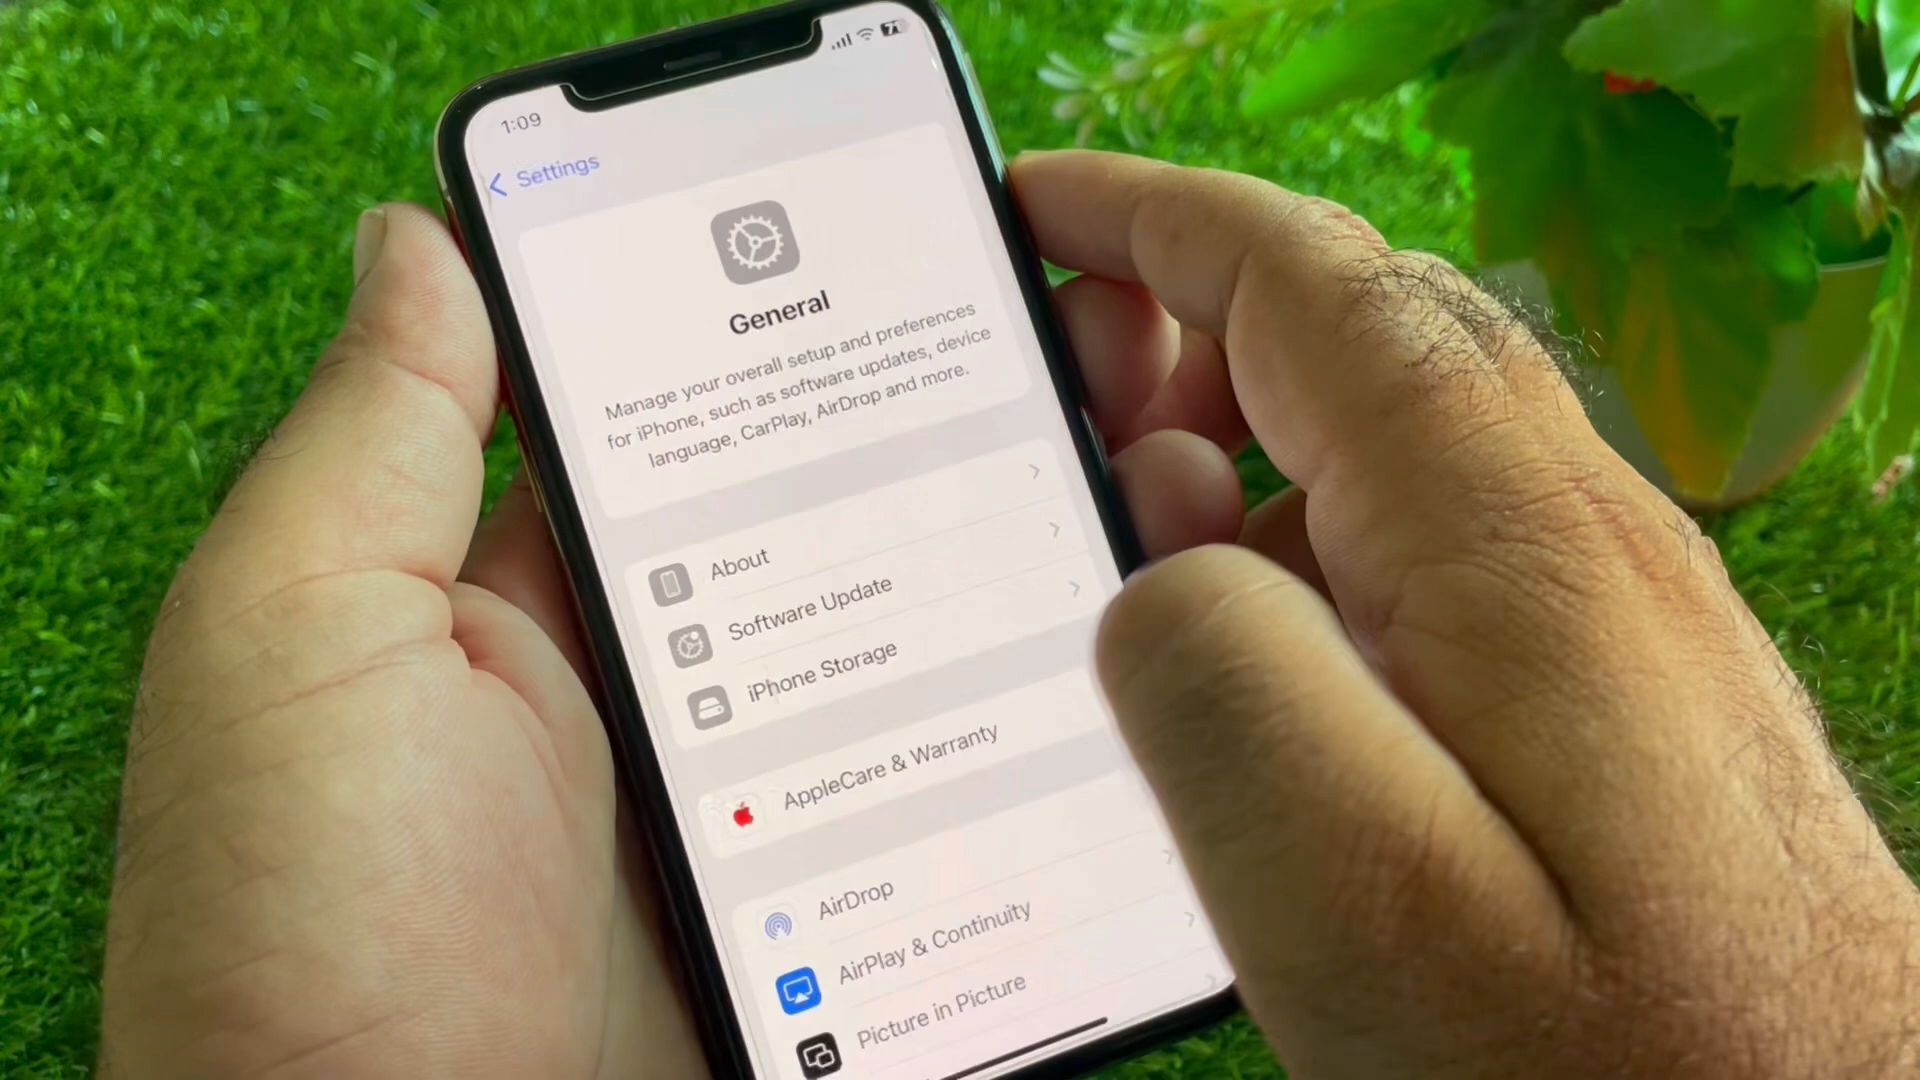 1:09
71
Settings
General
Manage your overall setup and preferences
for iPhone, such as software updates, device
language, CarPlay, AirDrop and more.
About
Software Update
iPhone Storage
AppleCare & Warranty
AirDrop
AirPlay & Continuity
Picture in Picture